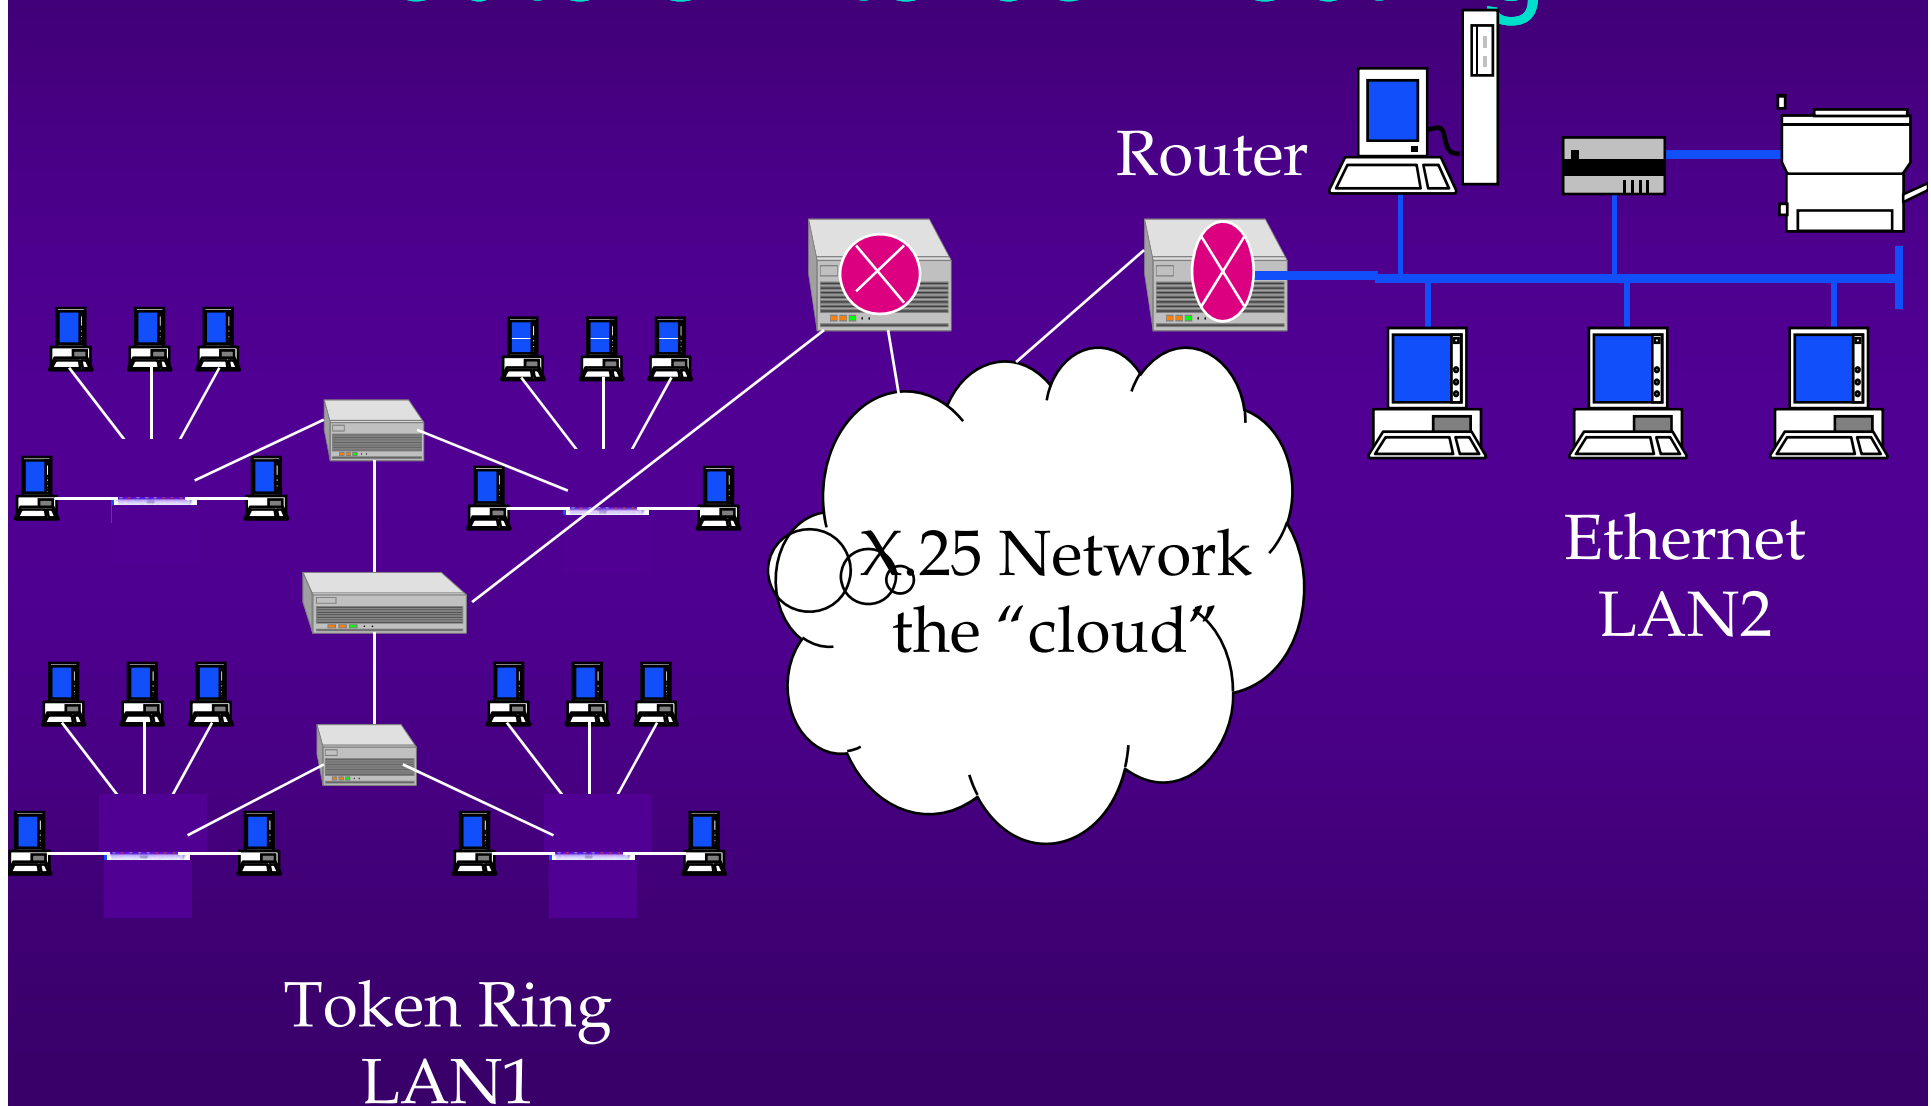 Router
X.25 Network
the “cloud”
Ethernet
LAN2
Token Ring
LAN1